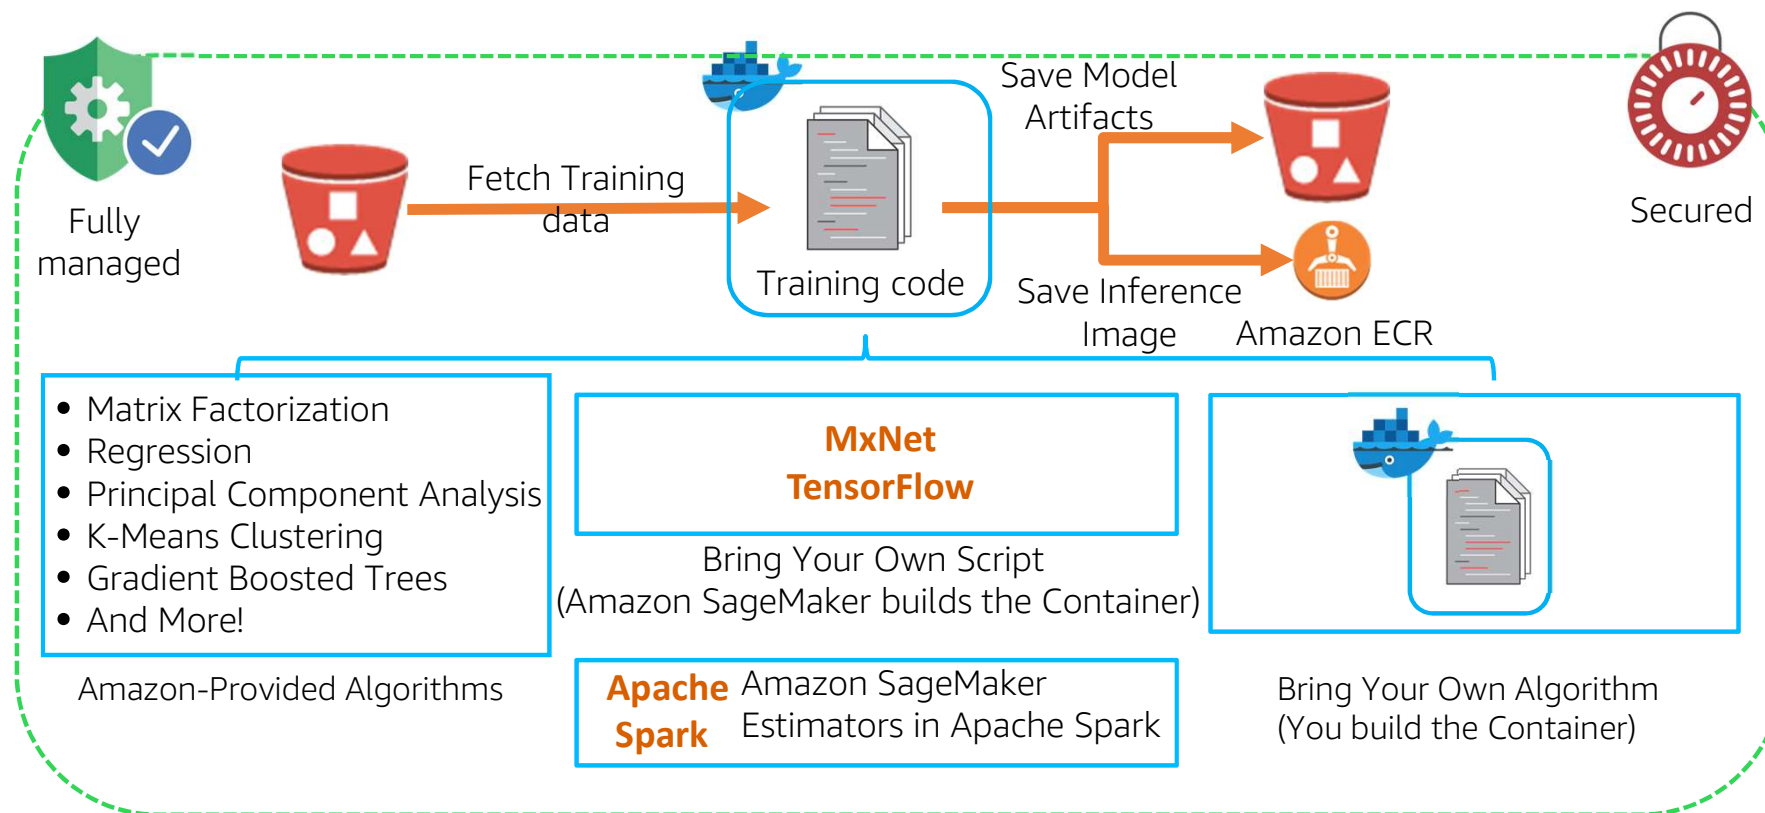 Fully
managed
Fetch Training
data
Training code
Save Model
Artifacts
Save Inference
Image
Amazon ECR
Secured
• Matrix Factorization
• Regression
• Principal Component Analysis
• K-Means Clustering
• Gradient Boosted Trees
• And More!
Amazon-Provided Algorithms
MxNet
TensorFlow
Bring Your Own Script
(Amazon SageMaker builds the Container)
Apache
Spark
Amazon SageMaker
Estimators in Apache Spark
Bring Your Own Algorithm
(You build the Container)